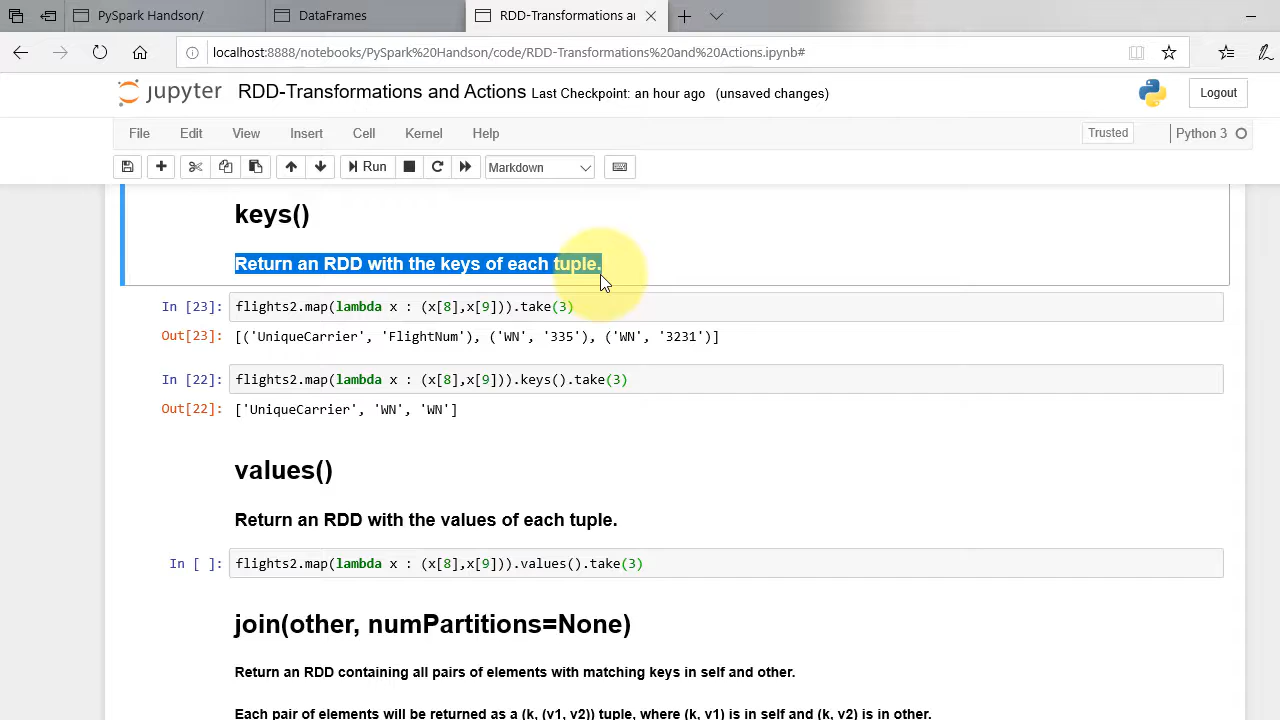 PySpark Handson/
DataFrames
RDD-Transformations ai
localhost:8888/notebooks/PySpark%20Handson/code/RDD-Transformations%20and%20Actions.ipynb#
jupyter RDD-Transformations and Actions Last Checkpoint: an hour ago (unsaved changes)
Logout
File Edit View Insert Cell Kernel Help
Trusted
Python 3
Run
Markdown
keys()
Return an RDD with the keys of each tuple.
In [23]: flights2.map(lambda x : (x[8],x[9])).take(3)
Out[23]: [('UniqueCarrier', 'FlightNum'), ('WN', '335'), ('WN', '3231')]
In [22]: flights2.map(lambda x : (x[8],x[9])).keys().take(3)
Out[22]: ['UniqueCarrier', 'WN', 'WN']
values()
Return an RDD with the values of each tuple.
In [ ]: flights2.map(lambda x : (x[8],x[9])).values().take(3)
join(other, numPartitions=None)
Return an RDD containing all pairs of elements with matching keys in self and other.
Each pair of elements will be returned as a (k, (v1, v2)) tuple, where (k, v1) is in self and (k, v2) is in other.